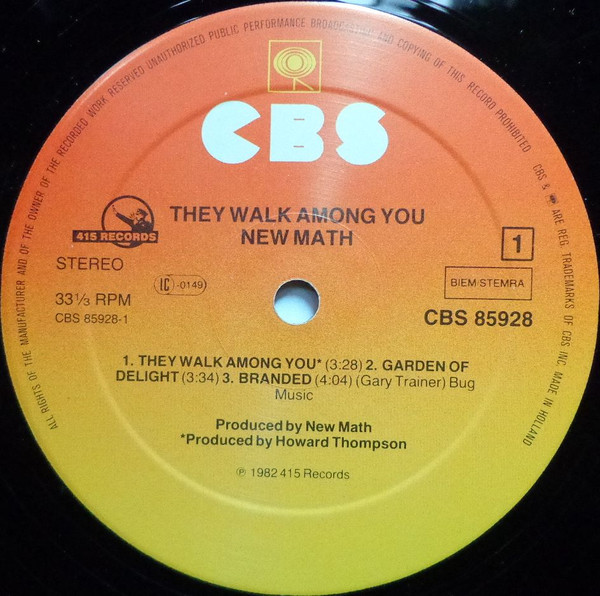 ALL RIGHTS OF THE MANUFACTURER AND OF THE OWNER OF THE RECORDED WORK RESERVED UNAUTHORIZED PUBLIC PERFORMANCE BROADCASTING AND COPYING OF THIS RECORD PROHIBITED
CBS & ARE REG. TRADEMARKS OF CBS INC. MADE IN HOLLAND
CBS
415 RECORDS
THEY WALK AMONG YOU
NEW MATH
1
STEREO
LC -0149
BIEM-STEMRA
33⅓ RPM
CBS 85928
CBS 85928-1
1. THEY WALK AMONG YOU* (3:28) 2. GARDEN OF
DELIGHT (3:34) 3. BRANDED (4:04) (Gary Trainer) Bug
Music
Produced by New Math
*Produced by Howard Thompson
℗ 1982 415 Records